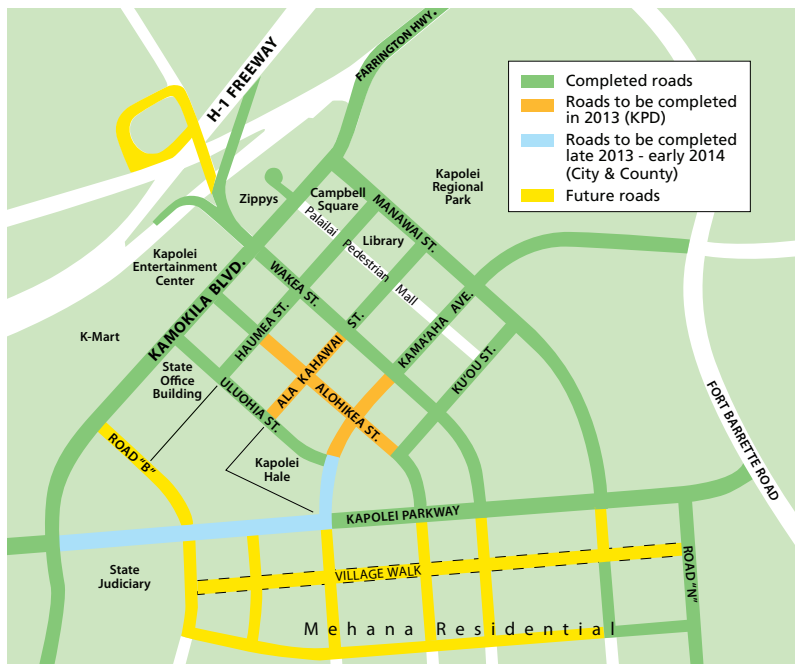 H-1 FREEWAY
FARRINGTON HWY.
Completed roads
Roads to be completed
in 2013 (KPD)
Roads to be completed
late 2013 - early 2014
(City & County)
Future roads
Kapolei
Regional
Park
Zippys
Campbell
Square
MANAWAI ST.
Library
Palailai Pedestrian Mall
Kapolei
Entertainment
Center
WAKEA ST.
KAMOKILA BLVD.
K-Mart
HAUMEA ST.
ALA KAHAWAI ST.
KAMAAHA AVE.
KU'OU ST.
State
Office
Building
ULUOHIA ST.
ALOHIKEA ST.
FORT BARRETTE ROAD
ROAD "B"
Kapolei
Hale
KAPOLEI PARKWAY
State
Judiciary
VILLAGE WALK
ROAD "N"
Mehana Residential